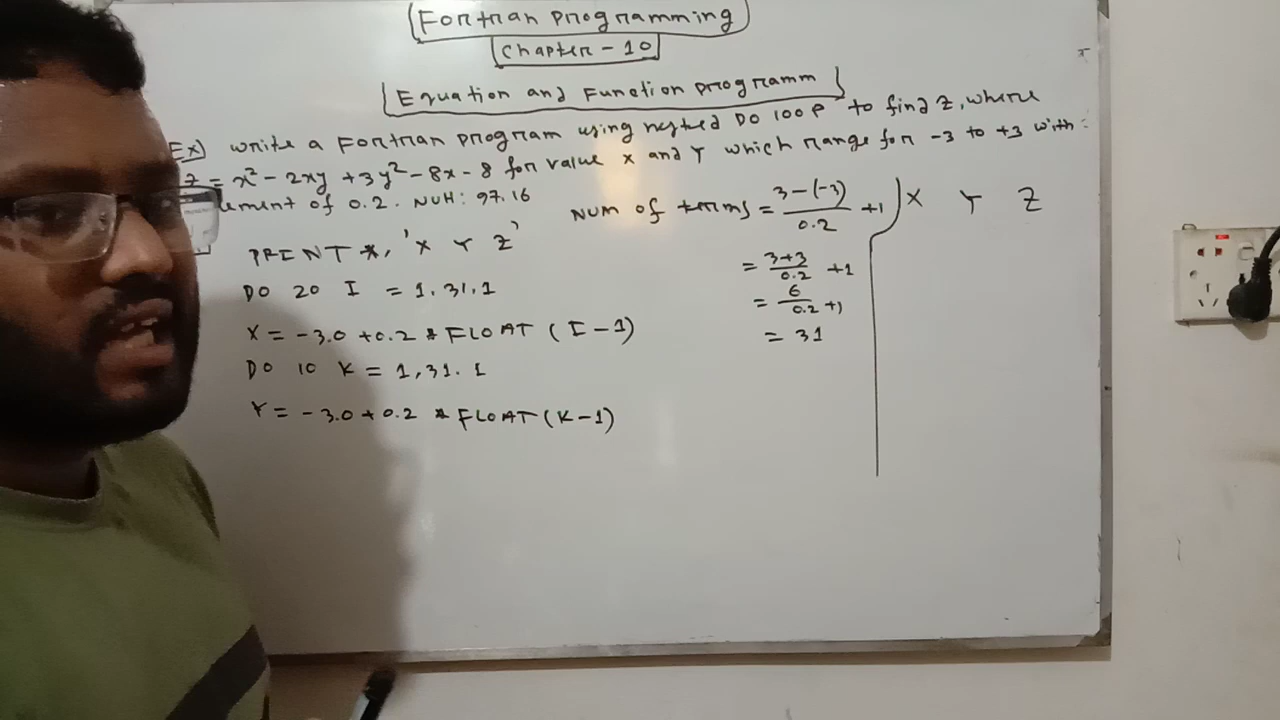 Fortran programming
Chapter - 10
Equation and Function programm
Ex) write a Fortran program using nested DO loop to find Z, where
z = x² - 2xy + 3y² - 8x - 8 for value x and Y which range for -3 to +3 with
ement of 0.2. NUH: 97.16
Num of terms = 3-(-3) / 0.2 + 1
= 3+3 / 0.2 + 1
= 6 / 0.2 + 1
= 31
X Y Z
PRINT *, 'X Y Z'
DO 20 I = 1,31,1
X = -3.0 + 0.2 * FLOAT (I-1)
DO 10 K = 1,31.1
Y = -3.0 + 0.2 * FLOAT (K-1)